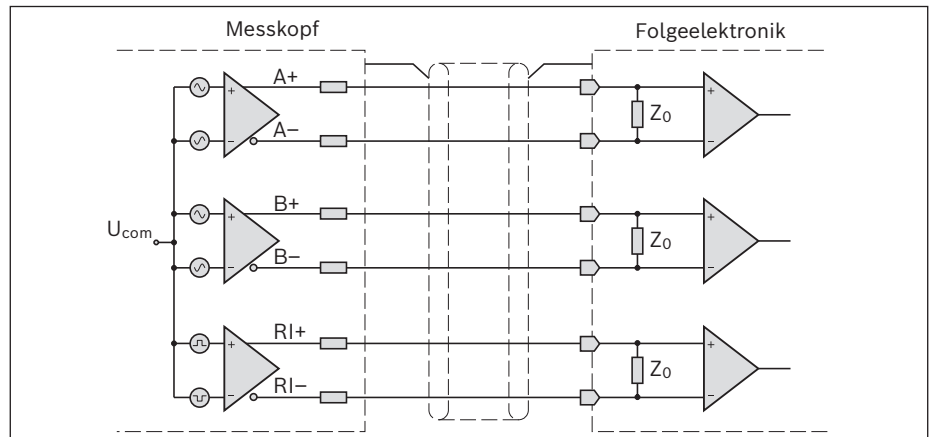 Messkopf
Folgeelektronik
A+
A–
Z0
B+
B–
Z0
Ucom
RI+
RI–
Z0